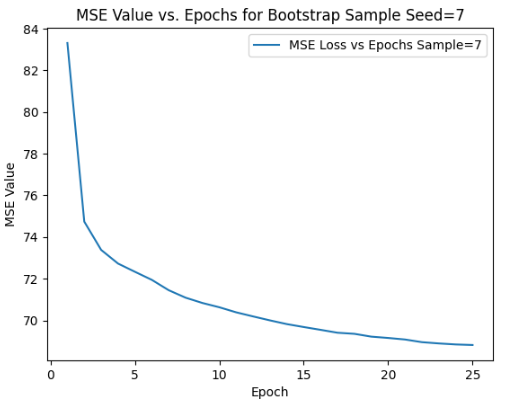 MSE Value vs. Epochs for Bootstrap Sample Seed=7
MSE Loss vs Epochs Sample=7
MSE Value
84
82
80
78
76
74
72
70
0 5 10 15 20 25
Epoch